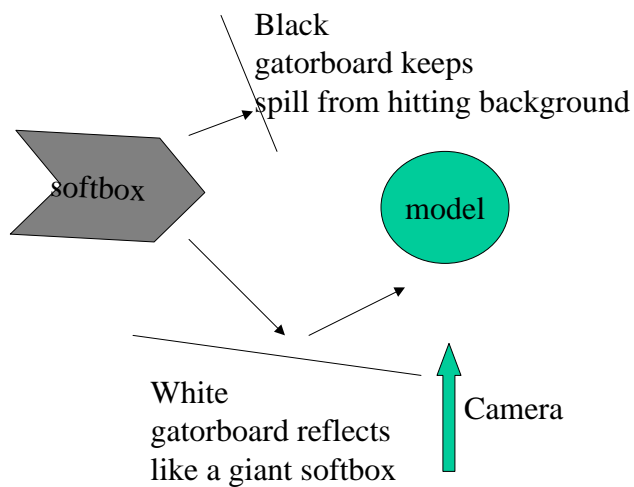 Black
gatorboard keeps
spill from hitting background
softbox
model
White
gatorboard reflects
like a giant softbox
Camera